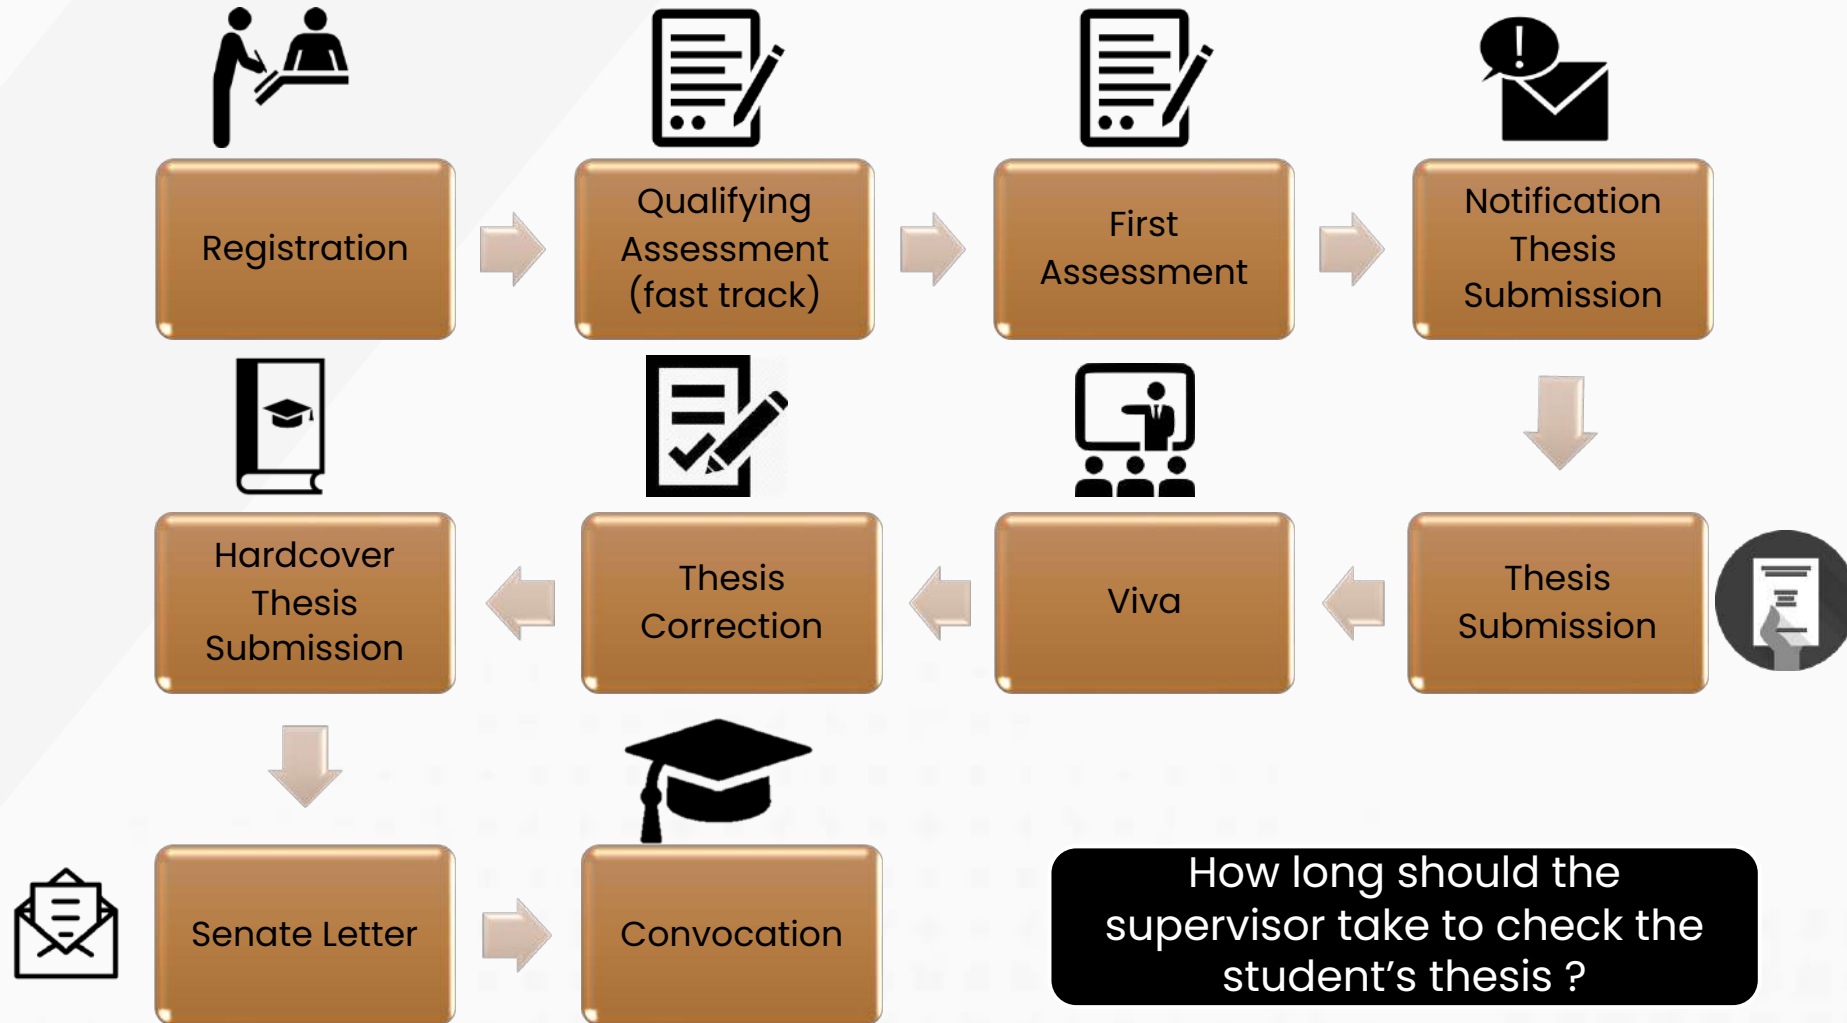 Registration
Qualifying
Assessment
(fast track)
First
Assessment
Notification
Thesis
Submission
Thesis
Submission
Viva
Thesis
Correction
Hardcover
Thesis
Submission
Senate Letter
Convocation
How long should the
supervisor take to check the
student’s thesis ?